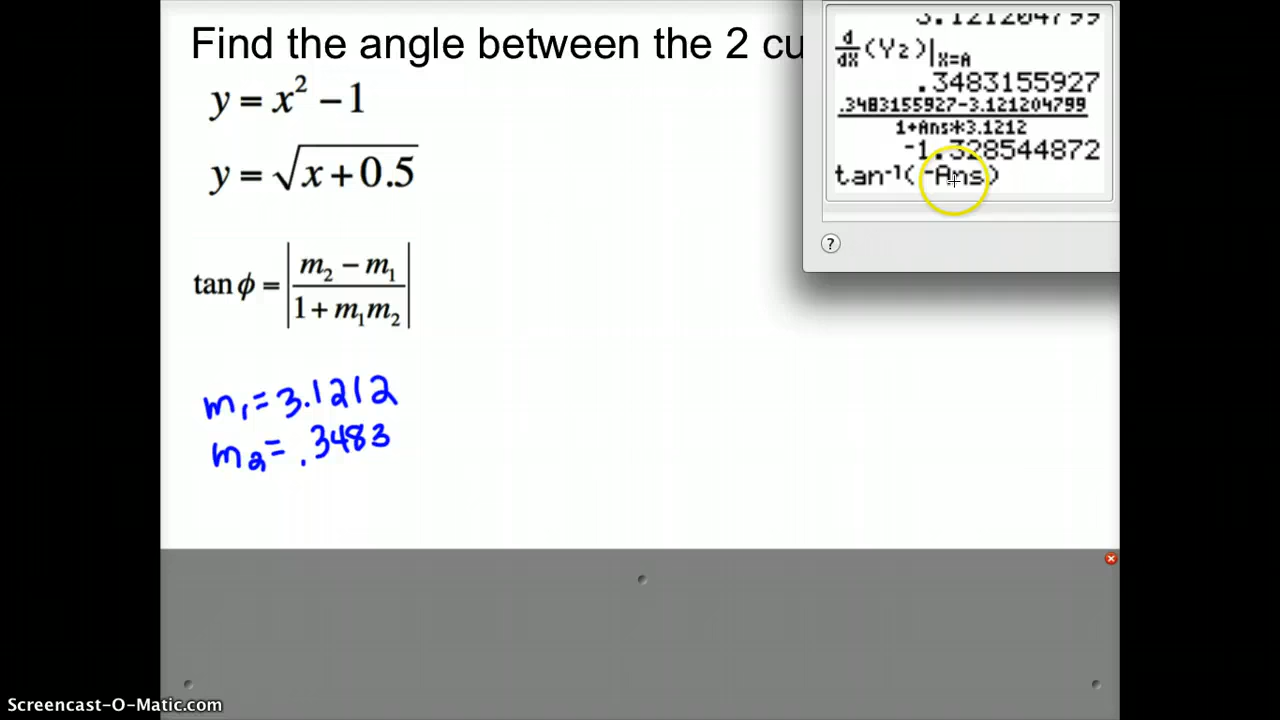 Find the angle between the 2 cu
y = x² − 1
y = √(x + 0.5)
tan ϕ = |(m₂ − m₁)/(1 + m₁m₂)|
m₁ = 3.1212
m₂ = .3483
3.121204799
d/dx(Y₂)|X=A
.3483155927
.3483155927-3.121204799
1+Ans*3.1212
-1.328544872
tan⁻¹(-Ans)
?
Screencast-O-Matic.com